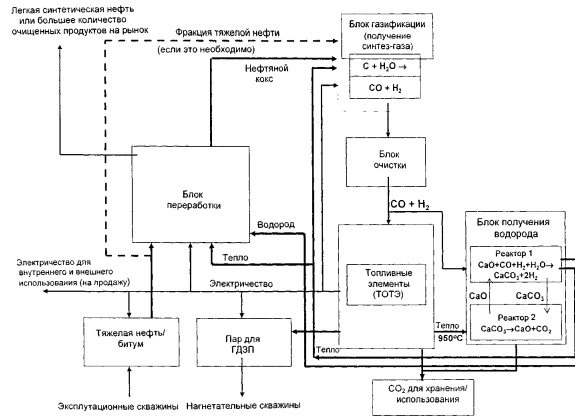 Легкая синтетическая нефть
или большее количество
очищенных продуктов на рынок
Фракция тяжелой нефти
(если это необходимо)
Нефтяной
кокс
Блок газификации
(получение
синтез-газа)
C + H₂O →
CO + H₂
Блок
очистки
CO + H₂
Блок
переработки
Водород
Тепло
Блок получения
водорода
Реактор 1
CaO+CO+H₂+H₂O→
CaCO₃+2H₂
CaO
CaCO₃
Реактор 2
CaCO₃→CaO+CO₂
Топливные
элементы
(ТОТЭ)
Электричество для
внутреннего и внешнего
использования (на продажу)
Электричество
Тепло
950°C
Тяжелая нефть/
битум
Пар для
ГДЗП
Тепло
CO₂ для хранения/
использования
Эксплутационные скважины
Нагнетательные скважины